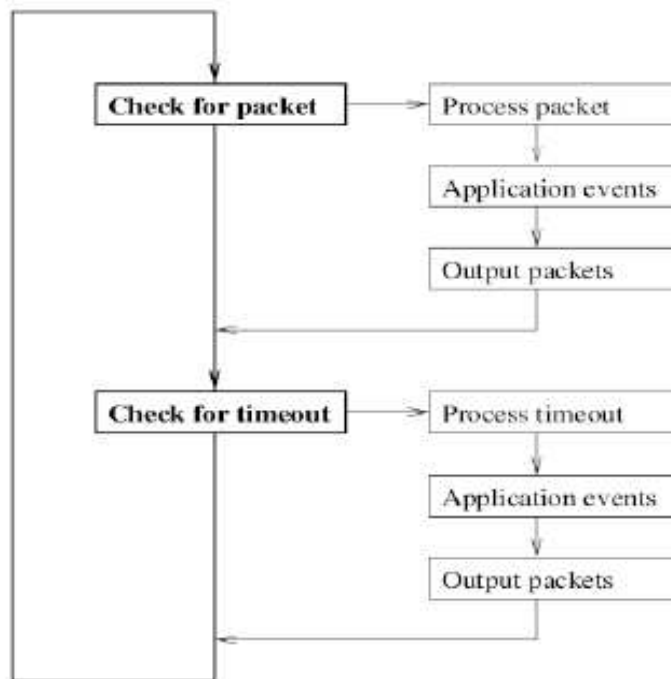 Check for packet
Process packet
Application events
Output packets
Check for timeout
Process timeout
Application events
Output packets